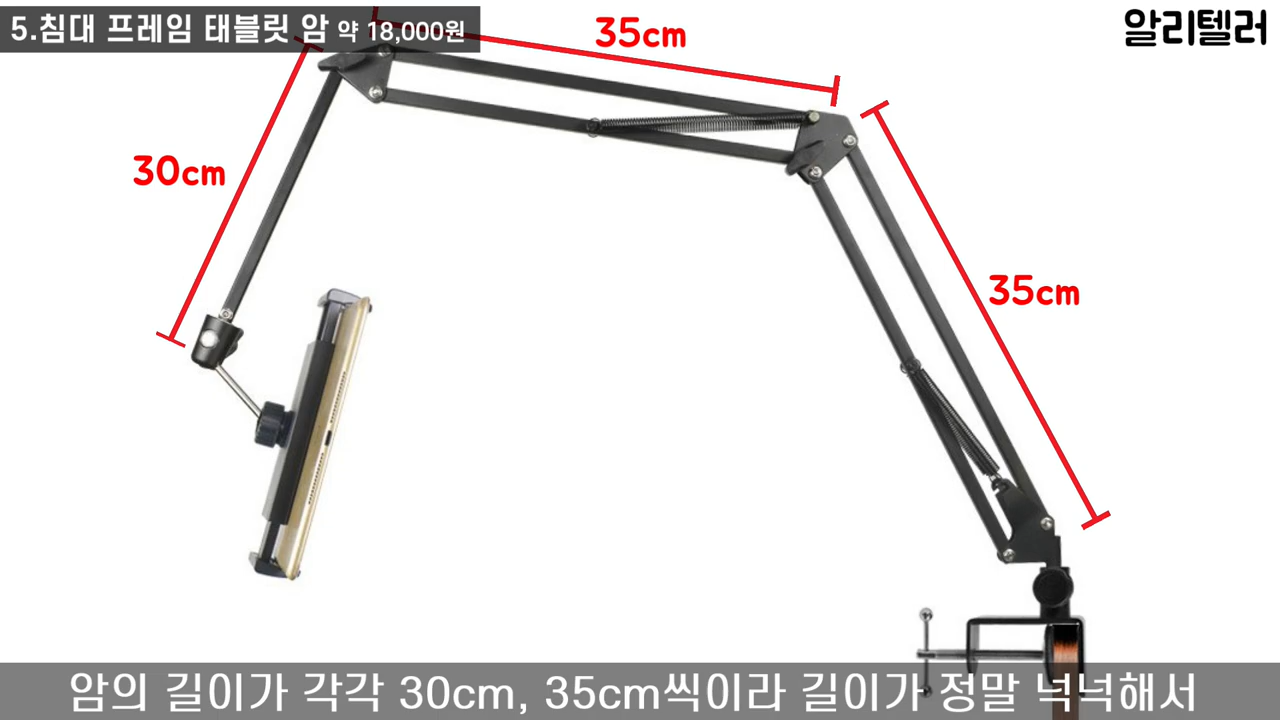 5.침대 프레임 태블릿 암 약 18,000원
알리텔러
35cm
30cm
35cm
암의 길이가 각각 30cm, 35cm씩이라 길이가 정말 넉넉해서